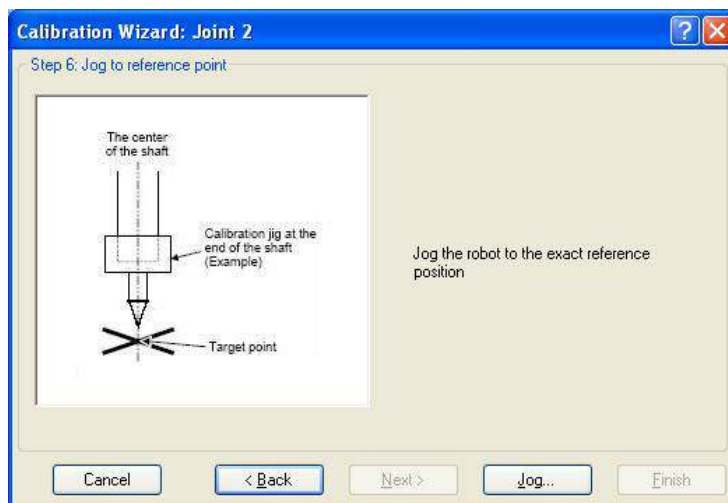 Calibration Wizard: Joint 2
Step 6: Jog to reference point
The center
of the shaft
Calibration jig at the
end of the shaft
(Example)
Target point
Jog the robot to the exact reference
position
Cancel
< Back
Next >
Jog...
Finish